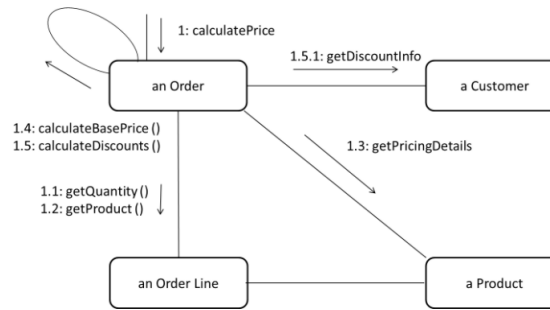 1: calculatePrice
1.5.1: getDiscountInfo
an Order
a Customer
1.4: calculateBasePrice ()
1.5: calculateDiscounts ()
1.3: getPricingDetails
1.1: getQuantity ()
1.2: getProduct ()
an Order Line
a Product